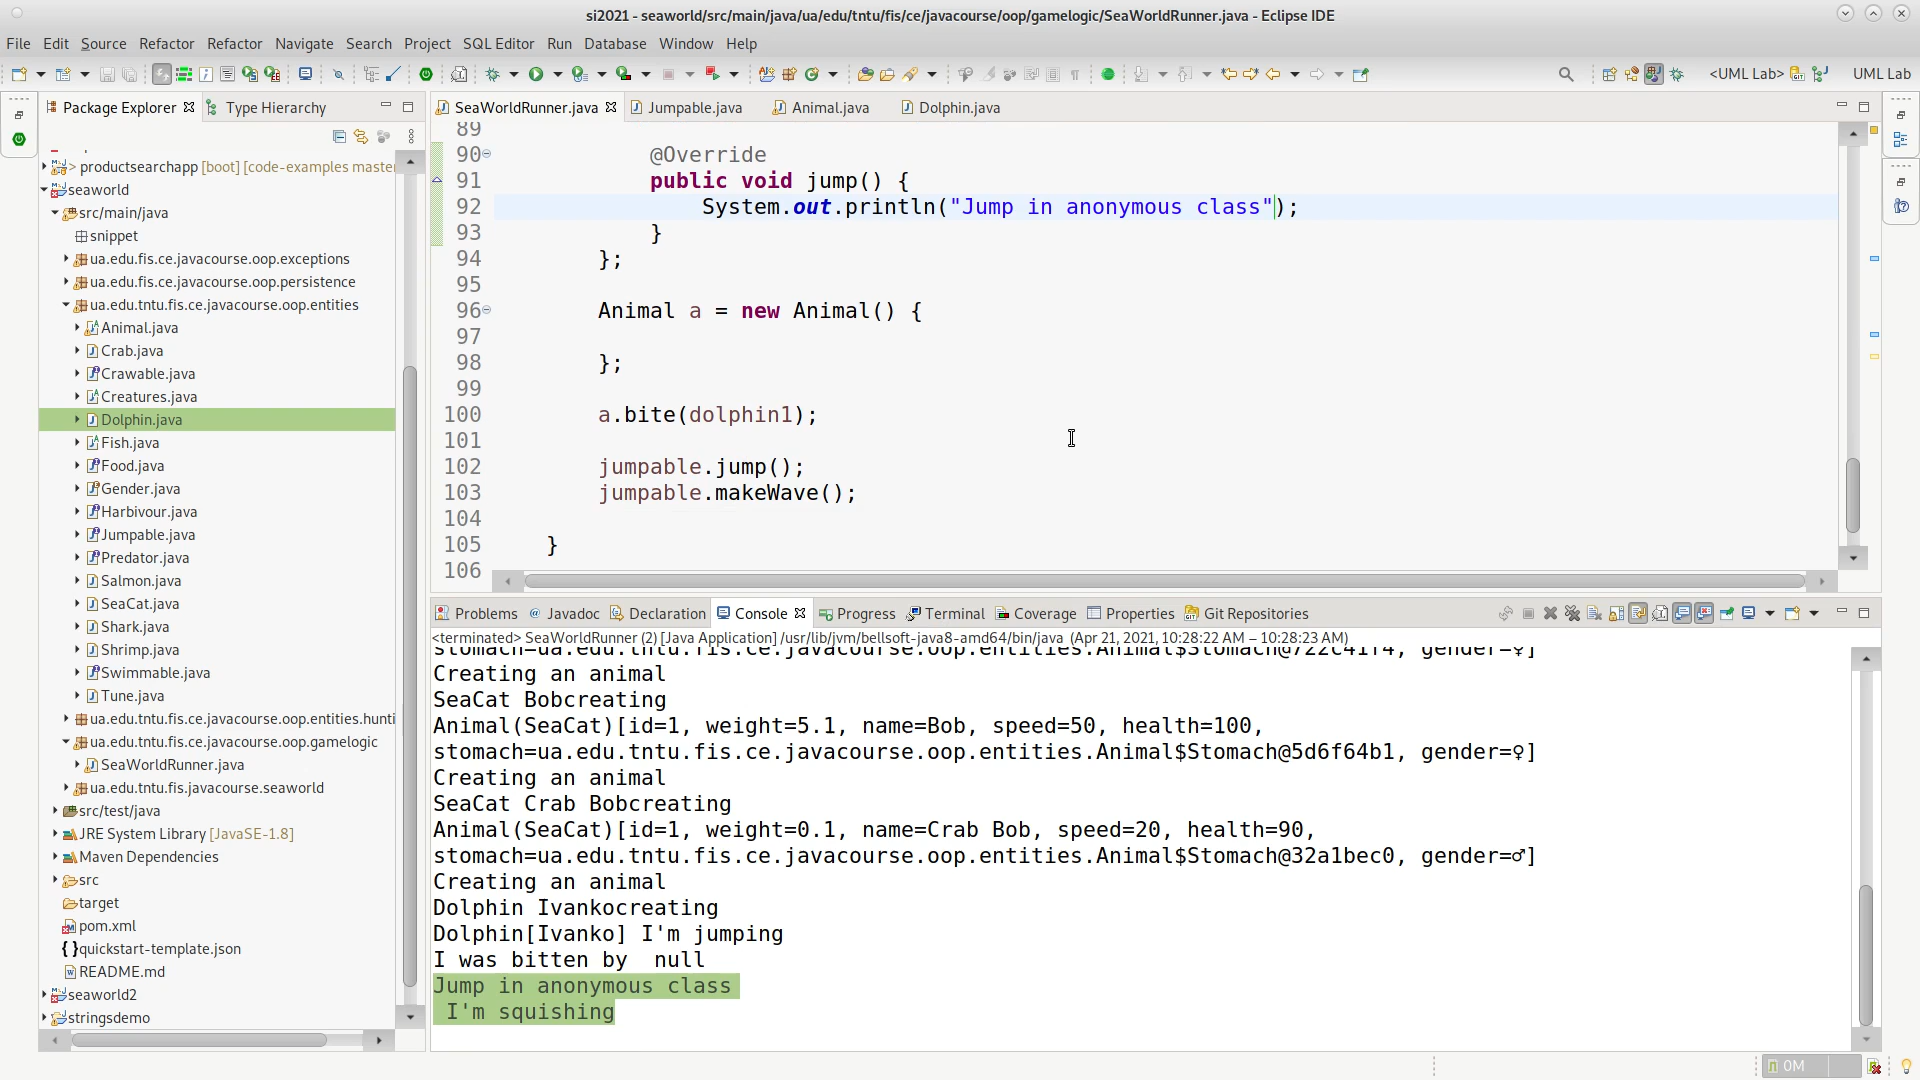 si2021 - seaworld/src/main/java/ua/edu/tntu/fis/ce/javacourse/oop/gamelogic/SeaWorldRunner.java - Eclipse IDE
File Edit Source Refactor Refactor Navigate Search Project SQL Editor Run Database Window Help
<UML Lab> UML Lab
Package Explorer Type Hierarchy
> productsearchapp [boot] [code-examples maste
seaworld
src/main/java
snippet
ua.edu.fis.ce.javacourse.oop.exceptions
ua.edu.fis.ce.javacourse.oop.persistence
ua.edu.tntu.fis.ce.javacourse.oop.entities
Animal.java
Crab.java
Crawable.java
Creatures.java
Dolphin.java
Fish.java
Food.java
Gender.java
Harbivour.java
Jumpable.java
Predator.java
Salmon.java
SeaCat.java
Shark.java
Shrimp.java
Swimmable.java
Tune.java
ua.edu.tntu.fis.ce.javacourse.oop.entities.hunti
ua.edu.tntu.fis.ce.javacourse.oop.gamelogic
SeaWorldRunner.java
ua.edu.tntu.fis.javacourse.seaworld
src/test/java
JRE System Library [JavaSE-1.8]
Maven Dependencies
src
target
pom.xml
quickstart-template.json
README.md
seaworld2
stringsdemo
SeaWorldRunner.java Jumpable.java Animal.java Dolphin.java
89
90 @Override
91 public void jump() {
92 System.out.println("Jump in anonymous class");
93 }
94 };
95
96 Animal a = new Animal() {
97
98 };
99
100 a.bite(dolphin1);
101
102 jumpable.jump();
103 jumpable.makeWave();
104
105 }
106
Problems Javadoc Declaration Console Progress Terminal Coverage Properties Git Repositories
<terminated> SeaWorldRunner (2) [Java Application] /usr/lib/jvm/bellsoft-java8-amd64/bin/java (Apr 21, 2021, 10:28:22 AM – 10:28:23 AM)
stomach=ua.edu.tntu.fis.ce.javacourse.oop.entities.Animal$Stomach@722c41f4, gender=♀]
Creating an animal
SeaCat Bobcreating
Animal(SeaCat)[id=1, weight=5.1, name=Bob, speed=50, health=100,
stomach=ua.edu.tntu.fis.ce.javacourse.oop.entities.Animal$Stomach@5d6f64b1, gender=♀]
Creating an animal
SeaCat Crab Bobcreating
Animal(SeaCat)[id=1, weight=0.1, name=Crab Bob, speed=20, health=90,
stomach=ua.edu.tntu.fis.ce.javacourse.oop.entities.Animal$Stomach@32a1bec0, gender=♂]
Creating an animal
Dolphin Ivankocreating
Dolphin[Ivanko] I'm jumping
I was bitten by  null
Jump in anonymous class
I'm squishing
0M